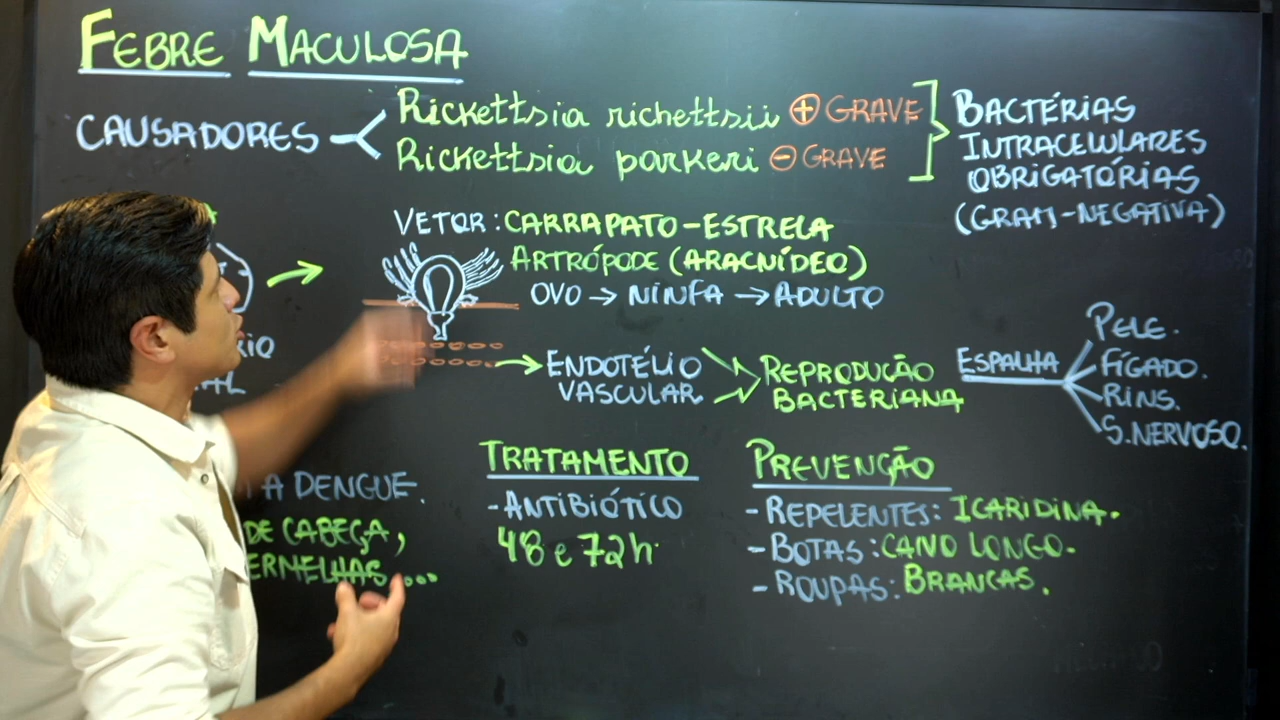 FEBRE MACULOSA
CAUSADORES
Rickettsia richettsii + GRAVE
Rickettsia parkeri - GRAVE
BACTÉRIAS
INTRACELULARES
OBRIGATÓRIAS
(GRAM-NEGATIVA)
VETOR: CARRAPATO-ESTRELA
ARTRÓPODE (ARACNÍDEO)
OVO → NINFA → ADULTO
ENDOTÉLIO
VASCULAR
REPRODUÇÃO
BACTERIANA
ESPALHA
PELE.
FÍGADO.
RINS.
S.NERVOSO.
A DENGUE.
DE CABEÇA,
ERMELHAS...
TRATAMENTO
-ANTIBIÓTICO
48 e 72h.
PREVENÇÃO
- REPELENTES: ICARIDINA.
- BOTAS: CANO LONGO.
- ROUPAS: BRANCAS.